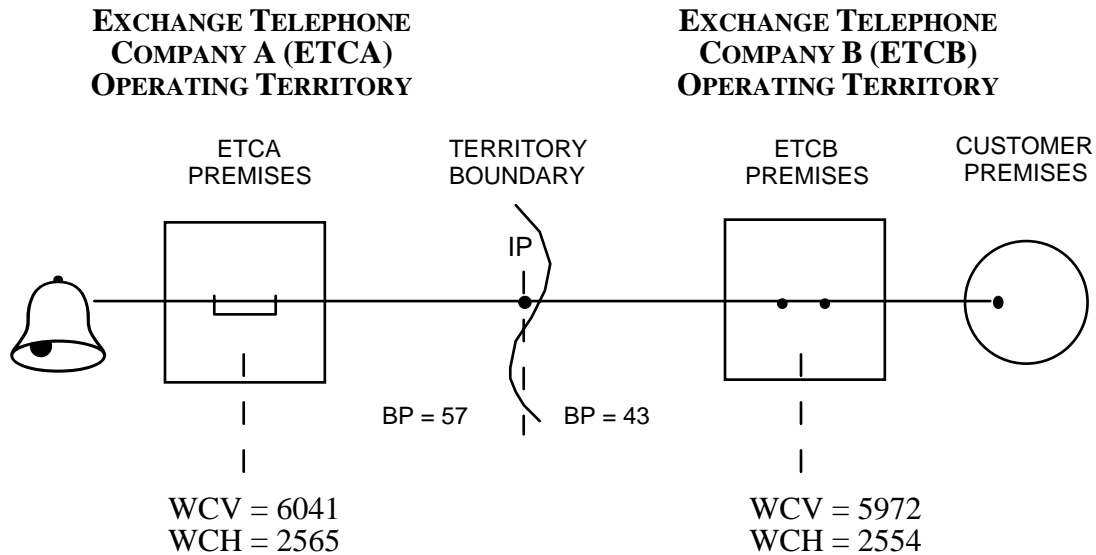 EXCHANGE TELEPHONE
COMPANY A (ETCA)
OPERATING TERRITORY
EXCHANGE TELEPHONE
COMPANY B (ETCB)
OPERATING TERRITORY
ETCA
PREMISES
TERRITORY
BOUNDARY
ETCB
PREMISES
CUSTOMER
PREMISES
IP
BP = 57
BP = 43
WCV = 6041
WCH = 2565
WCV = 5972
WCH = 2554